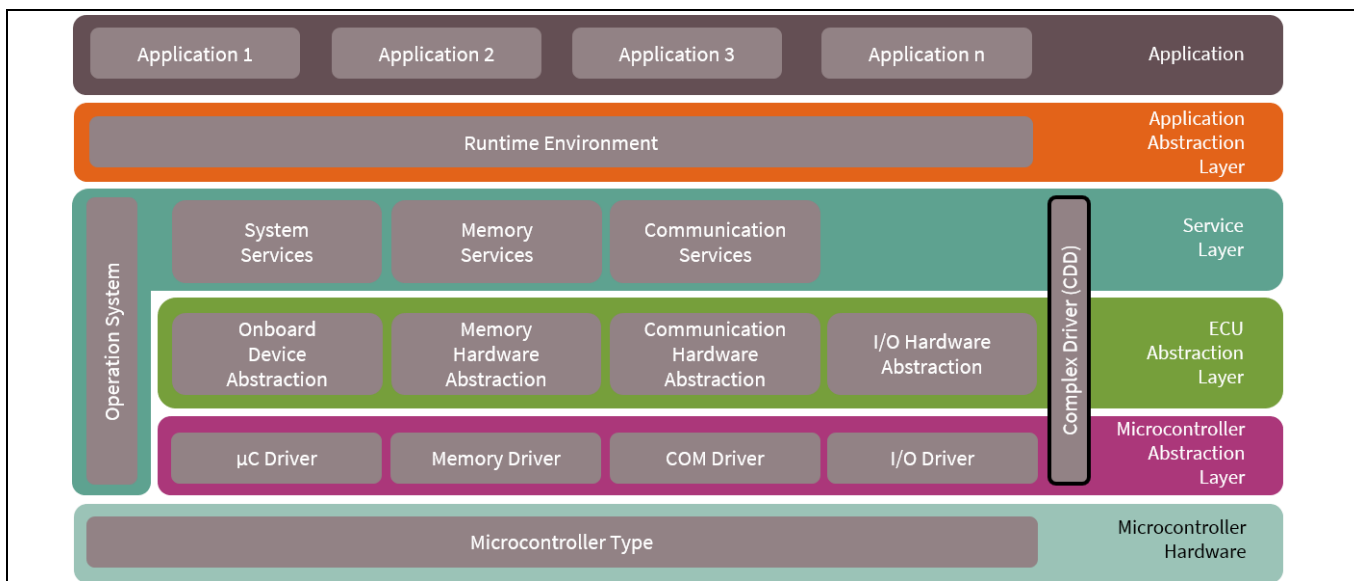 Application 1
Application 2
Application 3
Application n
Application
Runtime Environment
Application
Abstraction
Layer
Operation System
System
Services
Memory
Services
Communication
Services
Complex Driver (CDD)
Service
Layer
Onboard
Device
Abstraction
Memory
Hardware
Abstraction
Communication
Hardware
Abstraction
I/O Hardware
Abstraction
ECU
Abstraction
Layer
µC Driver
Memory Driver
COM Driver
I/O Driver
Microcontroller
Abstraction
Layer
Microcontroller Type
Microcontroller
Hardware